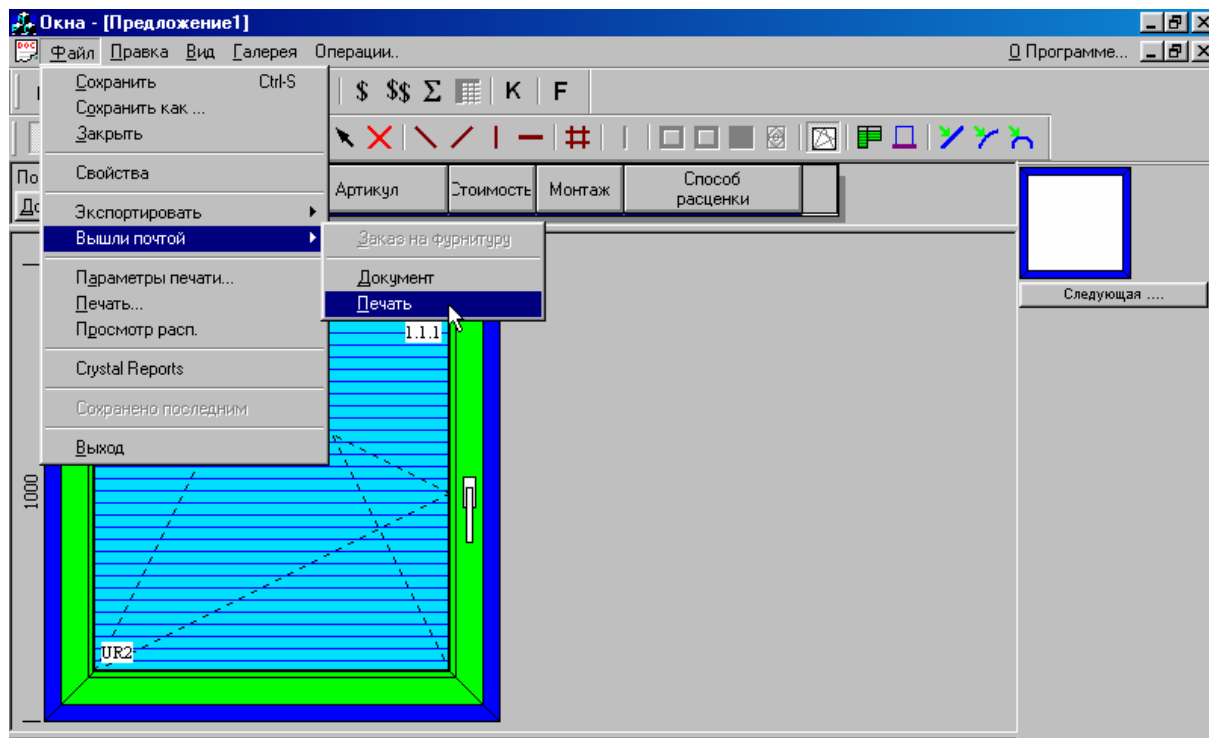 Окна - [Предложение1]
Файл Правка Вид Галерея Операции.. О Программе...
$ $$ Σ K F
Сохранить Ctrl-S
Сохранить как ...
Закрыть
Свойства
Экспортировать
Вышли почтой
Параметры печати...
Печать...
Просмотр расп.
Crystal Reports
Сохранено последним
Выход
Заказ на фурнитуру
Документ
Печать
Артикул
Стоимость
Монтаж
Способ
расценки
Следующая ....
1.1.1
1000
UR2